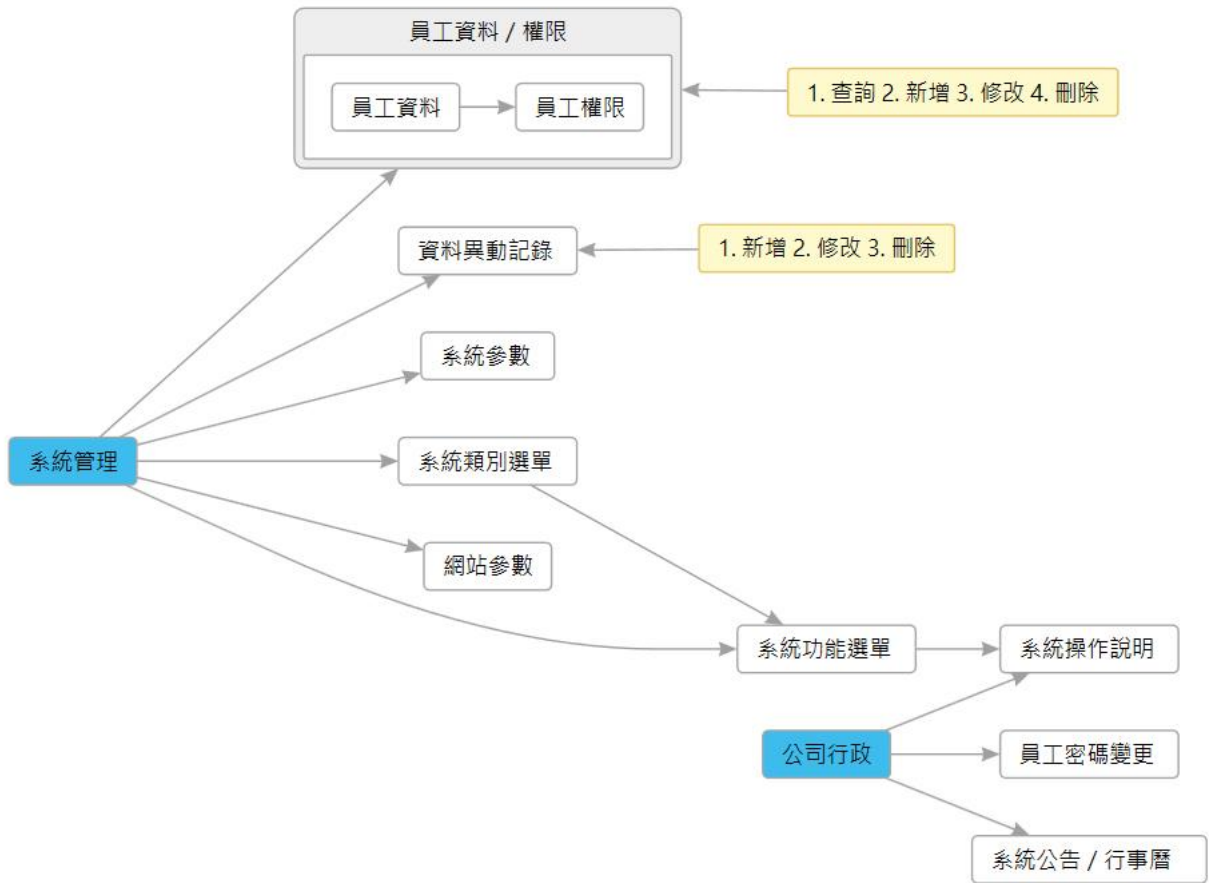 員工資料 / 權限
員工資料
員工權限
1. 查詢 2. 新增 3. 修改 4. 刪除
資料異動記錄
1. 新增 2. 修改 3. 刪除
系統參數
系統管理
系統類別選單
網站參數
系統功能選單
系統操作說明
公司行政
員工密碼變更
系統公告 / 行事曆